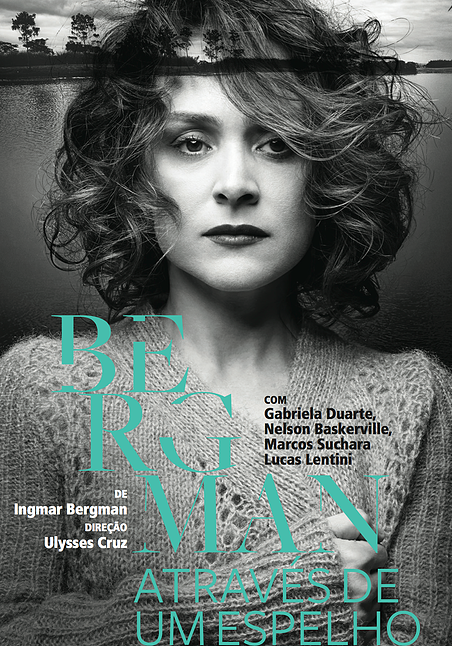 BE
RG
MAN
COM
Gabriela Duarte,
Nelson Baskerville,
Marcos Suchara
Lucas Lentini
DE
Ingmar Bergman
DIREÇÃO
Ulysses Cruz
ATRAVÉS DE
UM ESPELHO